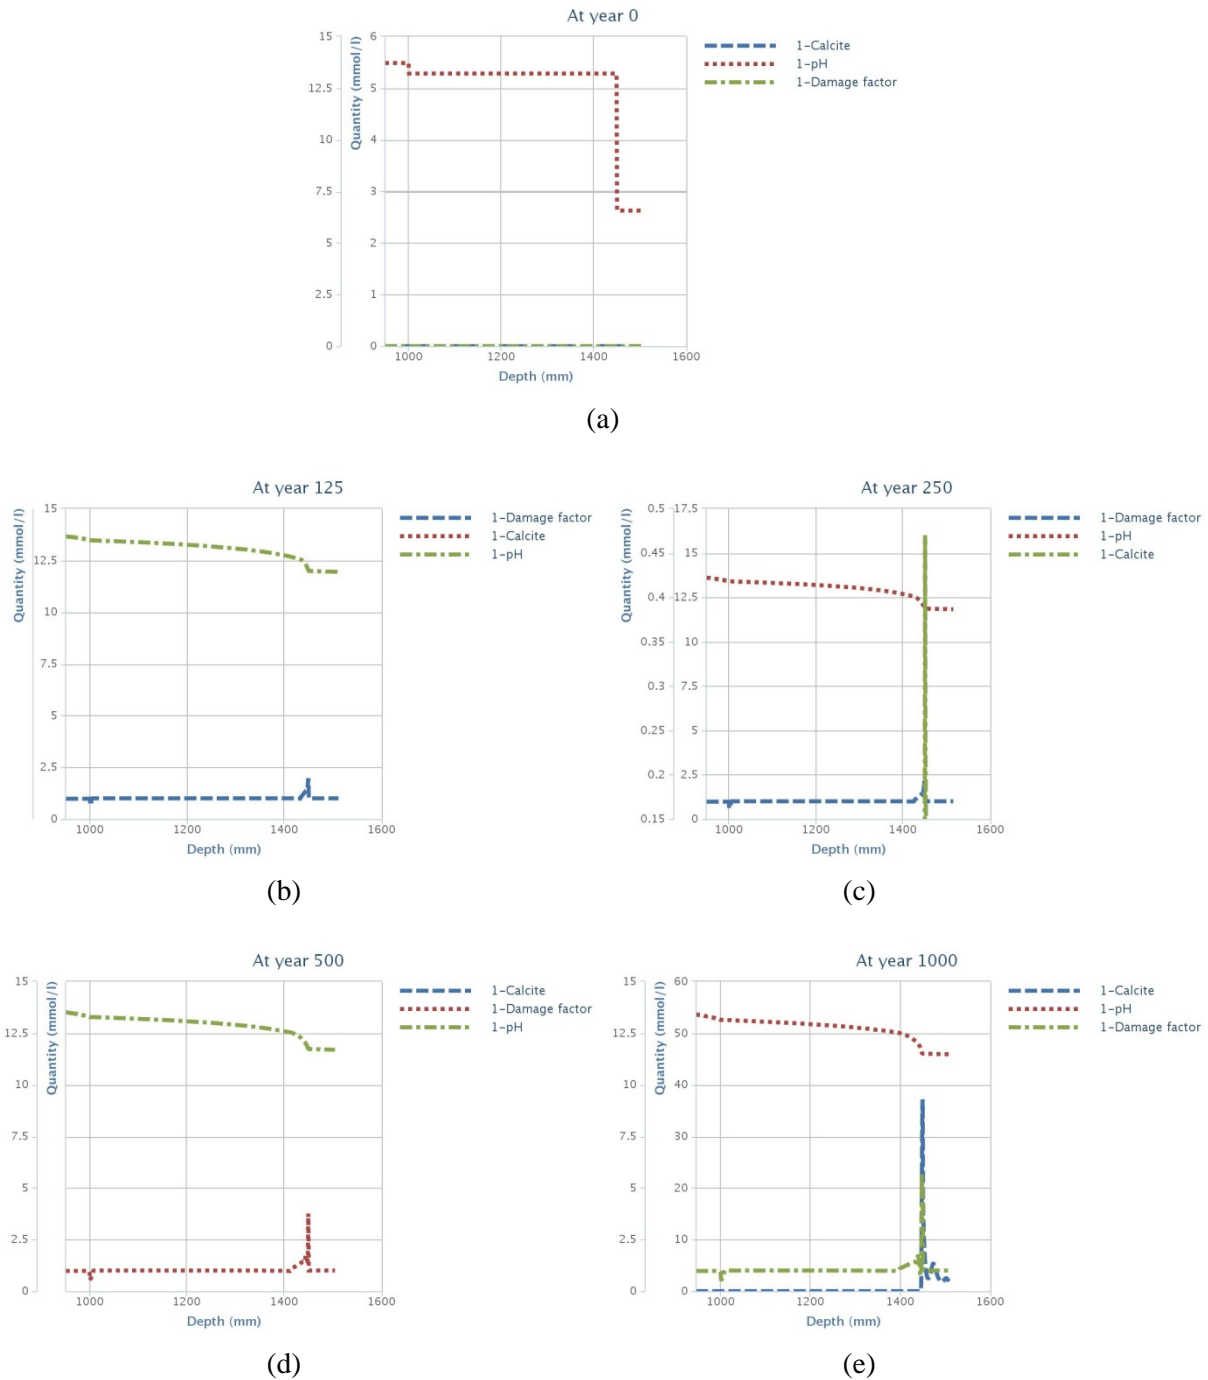 At year 0
15 6
12.5 5
10 4
7.5 3
5 2
2.5 1
0 0
Quantity (mmol/l)
1000 1200 1400 1600
Depth (mm)
1-Calcite
1-pH
1-Damage factor
(a)
At year 125
15
12.5
10
7.5
5
2.5
0
Quantity (mmol/l)
1000 1200 1400 1600
Depth (mm)
1-Damage factor
1-Calcite
1-pH
(b)
At year 250
0.5 17.5
0.45 15
0.4 12.5
0.35 10
0.3 7.5
0.25 5
0.2 2.5
0.15 0
Quantity (mmol/l)
1000 1200 1400 1600
Depth (mm)
1-Damage factor
1-pH
1-Calcite
(c)
At year 500
15
12.5
10
7.5
5
2.5
0
Quantity (mmol/l)
1000 1200 1400 1600
Depth (mm)
1-Calcite
1-Damage factor
1-pH
(d)
At year 1000
15 60
12.5 50
10 40
7.5 30
5 20
2.5 10
0 0
Quantity (mmol/l)
1000 1200 1400 1600
Depth (mm)
1-Calcite
1-pH
1-Damage factor
(e)